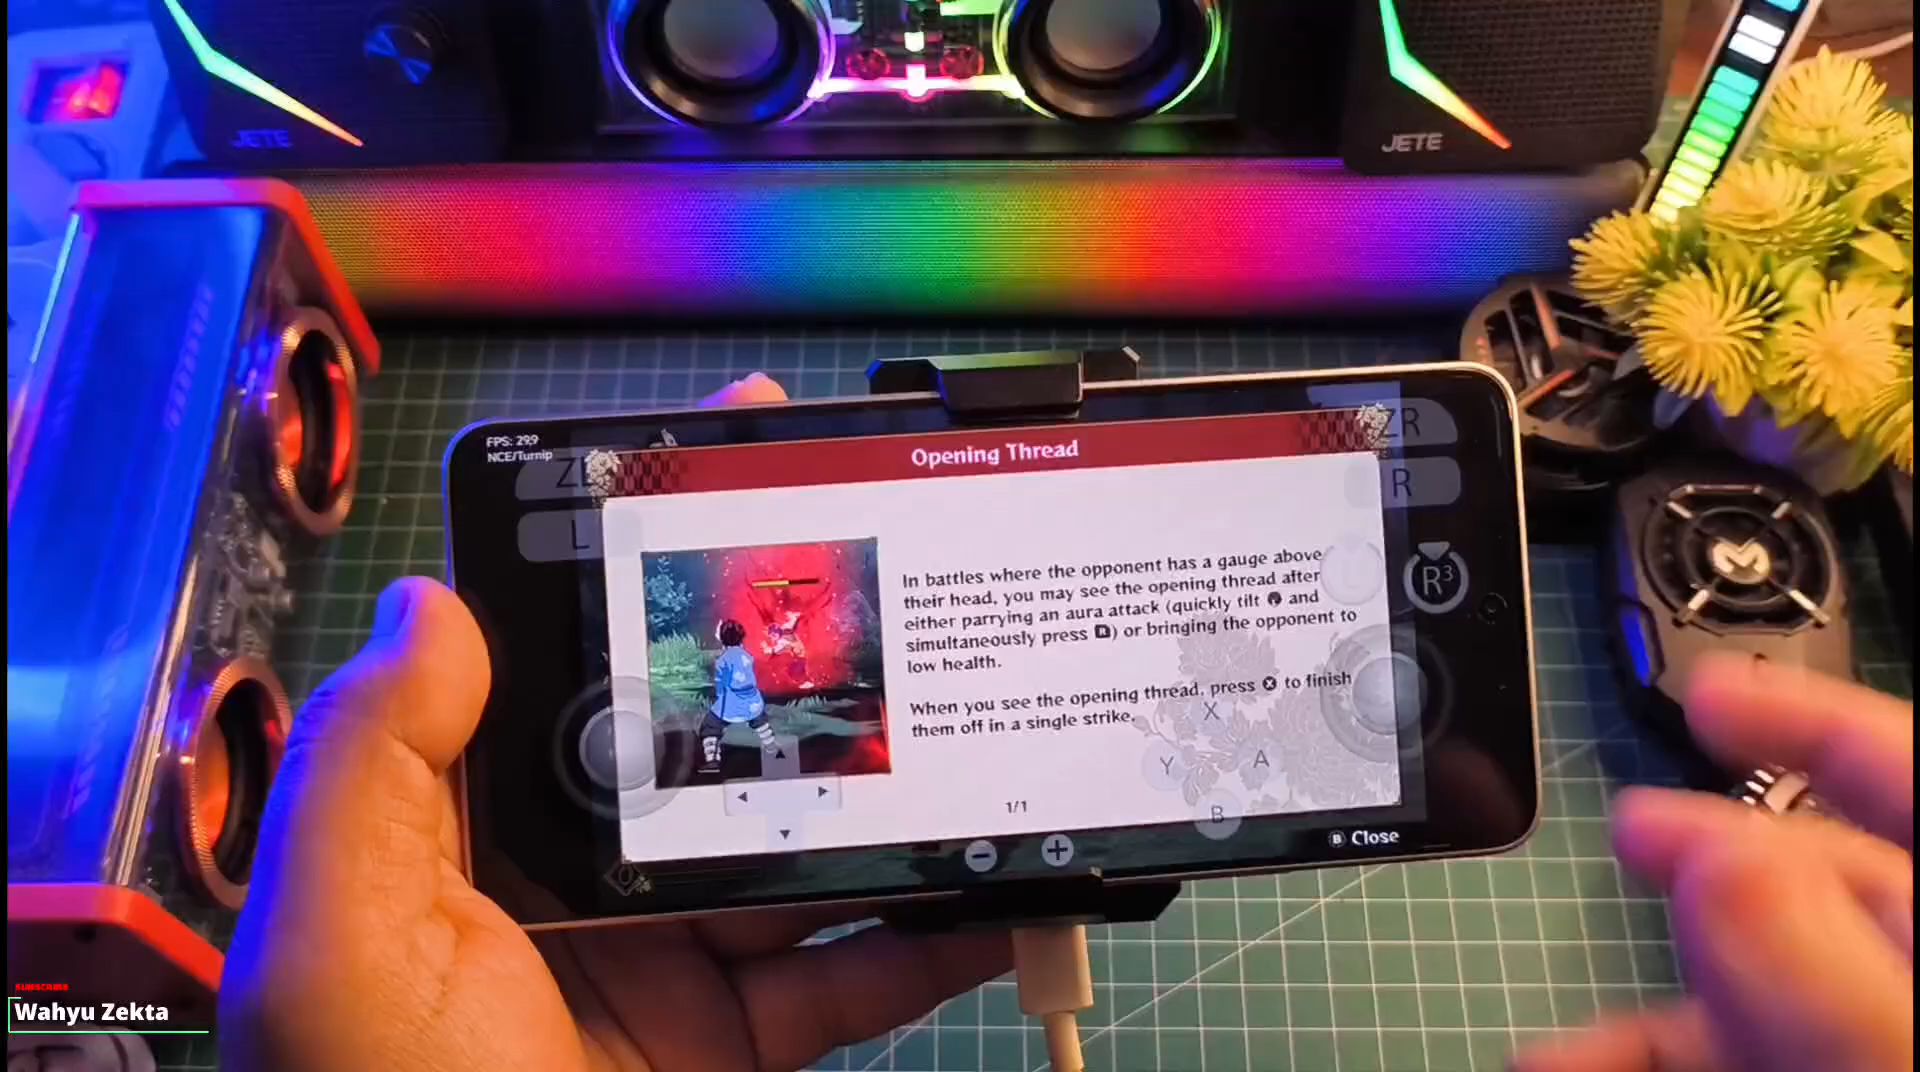 JETE
JETE
FPS: 29,9
NCE/Turnip
ZL
L
ZR
R
R3
Opening Thread
In battles where the opponent has a gauge above
their head, you may see the opening thread after
either parrying an aura attack (quickly tilt and
simultaneously press R) or bringing the opponent to
low health.
When you see the opening thread, press X to finish
them off in a single strike.
X
Y
A
B
1/1
B Close
SUBSCRIBE
Wahyu Zekta